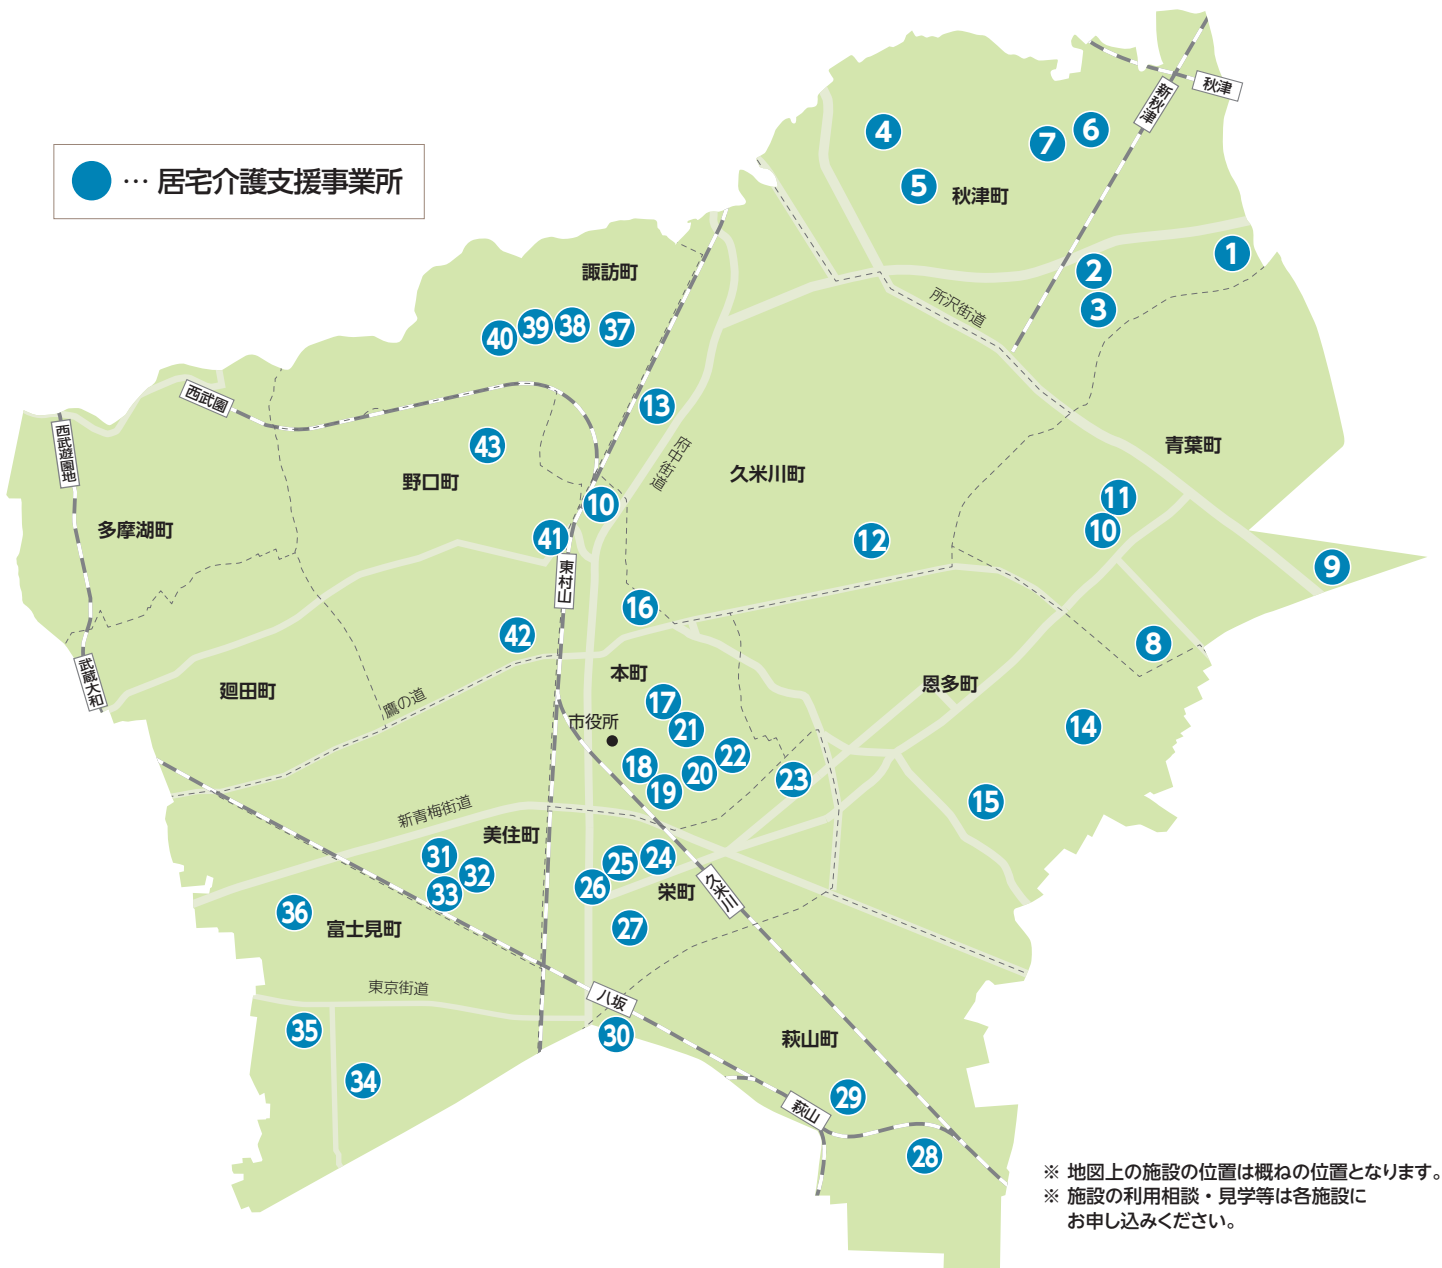 秋津
新秋津
4
7
6
… 居宅介護支援事業所
5
秋津町
1
諏訪町
2
所沢街道
3
40
39
38
37
西武園
13
西武遊園地
43
府中街道
久米川町
青葉町
野口町
11
10
10
多摩湖町
41
12
9
東村山
16
42
8
武蔵大和
本町
廻田町
恩多町
鷹の道
17
市役所
21
14
22
18
20
23
19
15
新青梅街道
美住町
31
25
24
32
26
33
栄町
久米川
36
富士見町
27
東京街道
八坂
35
30
萩山町
34
29
萩山
28
※ 地図上の施設の位置は概ねの位置となります。
※ 施設の利用相談・見学等は各施設に
お申し込みください。